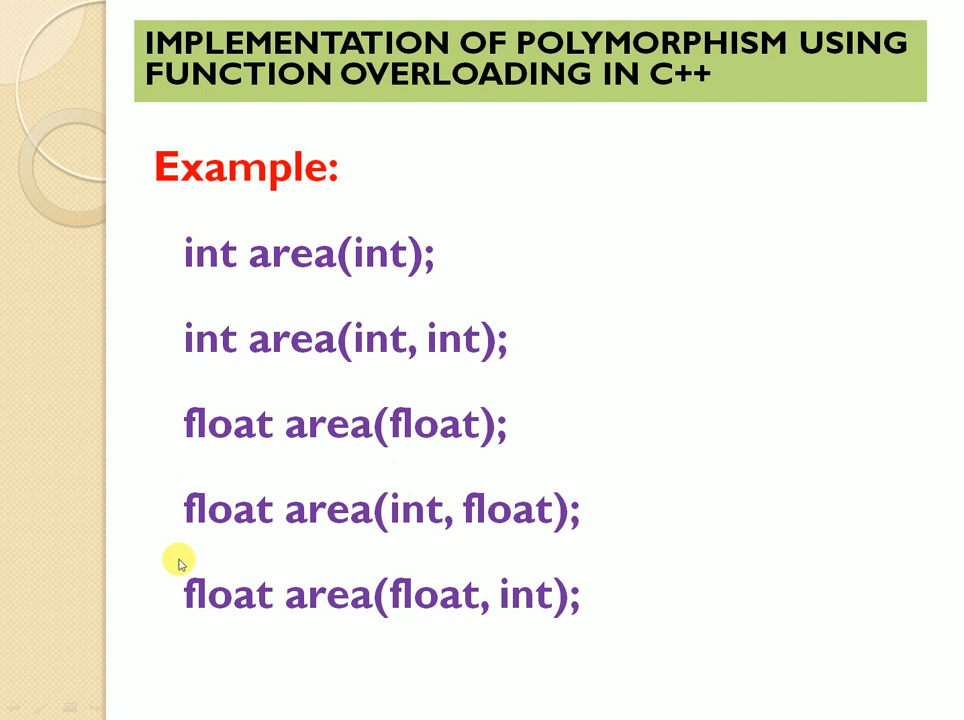 IMPLEMENTATION OF POLYMORPHISM USING
FUNCTION OVERLOADING IN C++
Example:
int area(int);
int area(int, int);
float area(float);
float area(int, float);
float area(float, int);